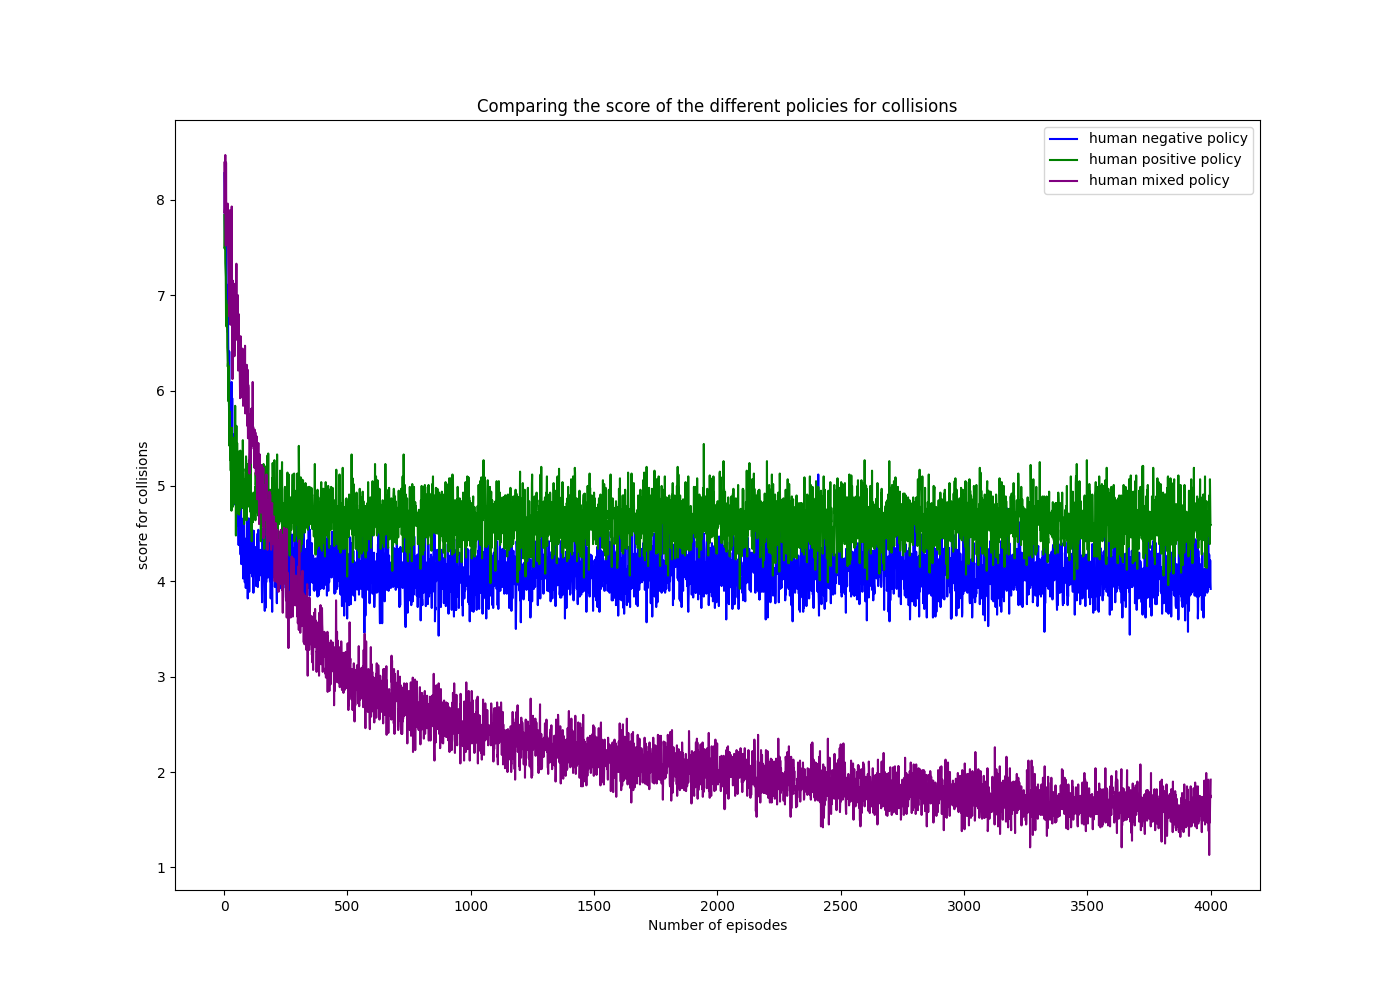 Comparing the score of the different policies for collisions
human negative policy
human positive policy
human mixed policy
score for collisions
8
7
6
5
4
3
2
1
0
500
1000
1500
2000
2500
3000
3500
4000
Number of episodes